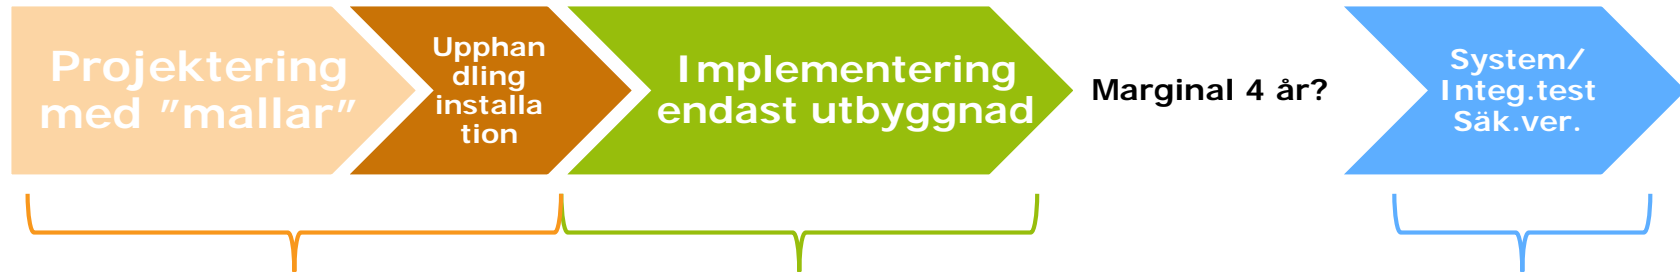 Projektering
med ”mallar”
Upphan
dling
installa
tion
Implementering
endast utbyggnad
Marginal 4 år?
System/
Integ.test
Säk.ver.